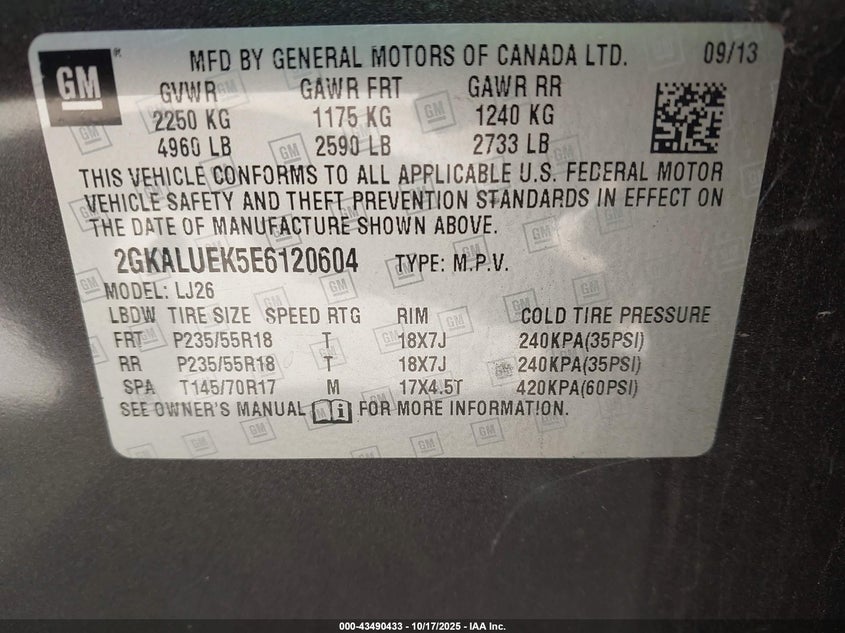 GM
MFD BY GENERAL MOTORS OF CANADA LTD. 09/13
GVWR GAWR FRT GAWR RR
2250 KG 1175 KG 1240 KG
4960 LB 2590 LB 2733 LB
THIS VEHICLE CONFORMS TO ALL APPLICABLE U.S. FEDERAL MOTOR
VEHICLE SAFETY AND THEFT PREVENTION STANDARDS IN EFFECT ON
THE DATE OF MANUFACTURE SHOWN ABOVE.
2GKALUEK5E6120604 TYPE: M.P.V.
MODEL: LJ26
LBDW TIRE SIZE SPEED RTG RIM COLD TIRE PRESSURE
FRT P235/55R18 T 18X7J 240KPA(35PSI)
RR P235/55R18 T 18X7J 240KPA(35PSI)
SPA T145/70R17 M 17X4.5T 420KPA(60PSI)
SEE OWNER'S MANUAL FOR MORE INFORMATION.
000-43490433 - 10/17/2025 - IAA Inc.